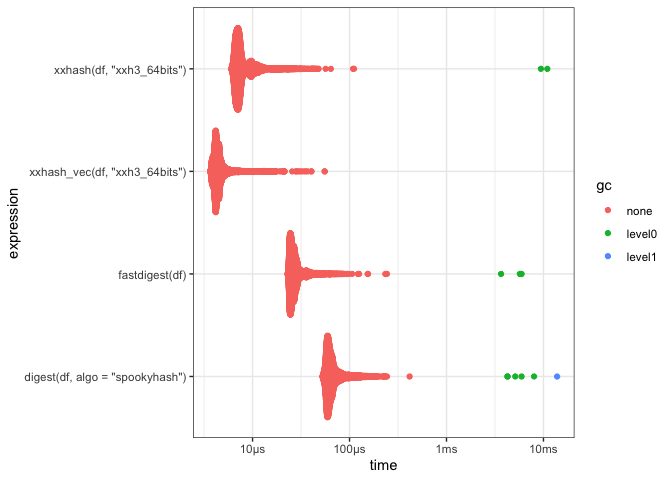 expression
xxhash(df, "xxh3_64bits")
xxhash_vec(df, "xxh3_64bits")
fastdigest(df)
digest(df, algo = "spookyhash")
10µs
100µs
1ms
10ms
time
gc
none
level0
level1